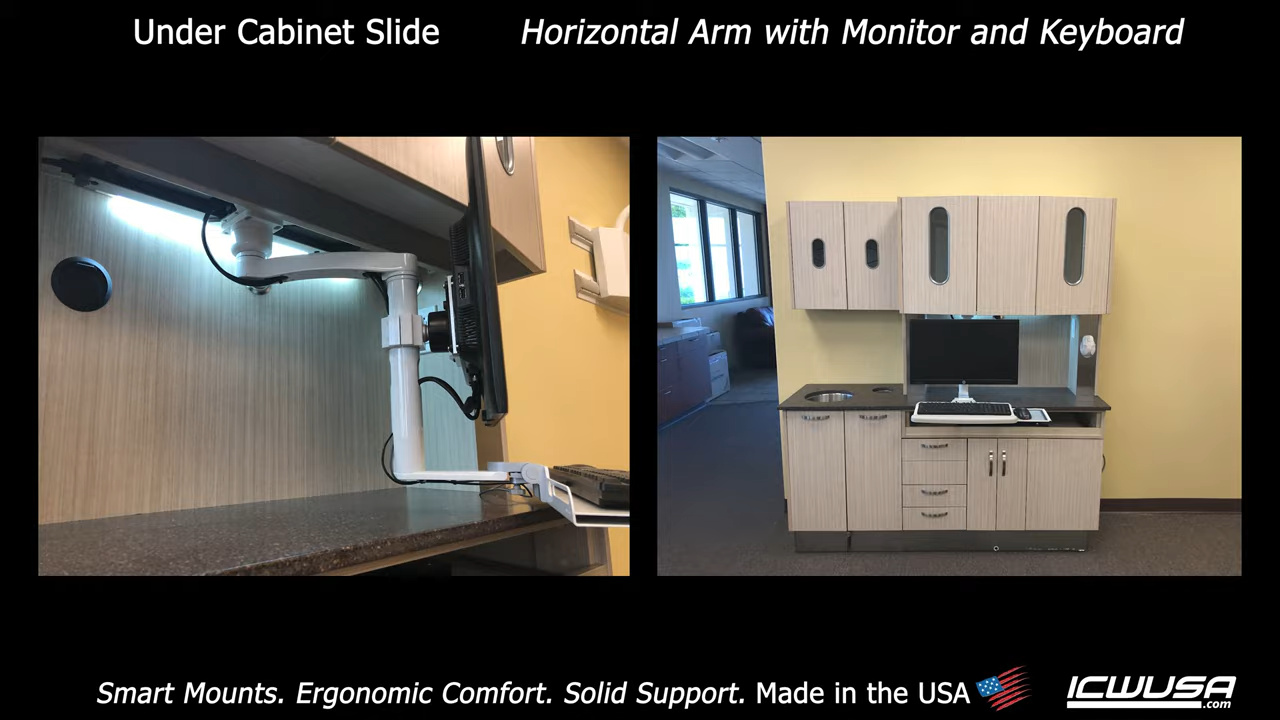 Under Cabinet Slide
Horizontal Arm with Monitor and Keyboard
Smart Mounts. Ergonomic Comfort. Solid Support. Made in the USA
ICWUSA
.com